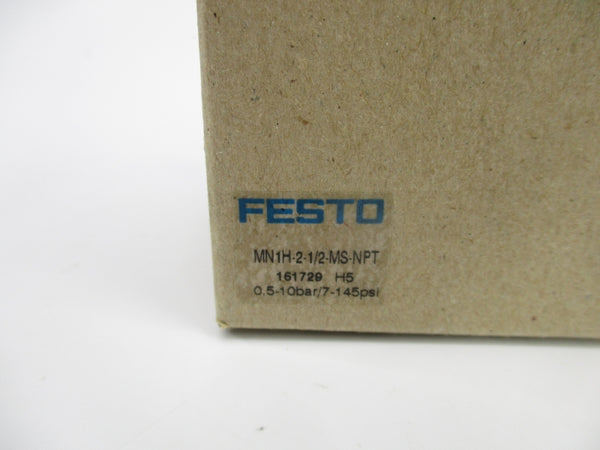 FESTO
MN1H-2-1/2-MS-NPT
161729 H5
0.5-10bar/7-145psi